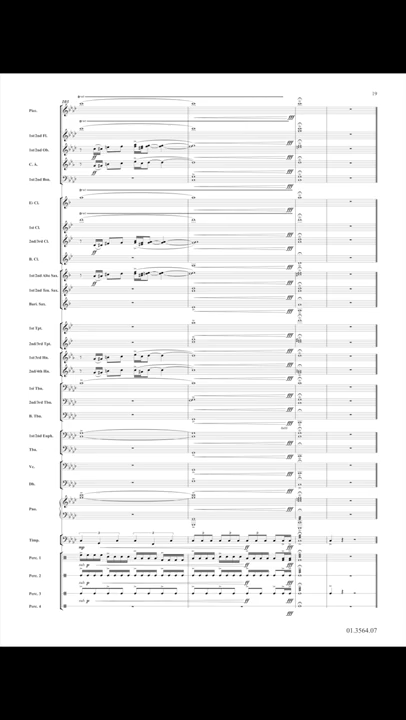 19
Picc.
1st/2nd Fl.
1st/2nd Ob.
C. A.
1st/2nd Bsn.
E♭ Cl.
1st Cl.
2nd/3rd Cl.
B. Cl.
1st/2nd Alto Sax.
1st/2nd Ten. Sax.
Bari. Sax.
1st Tpt.
2nd/3rd Tpt.
1st/3rd Hn.
2nd/4th Hn.
1st Tbn.
2nd/3rd Tbn.
B. Tbn.
1st/2nd Euph.
Tba.
Vc.
Db.
Pno.
Timp.
Perc. 1
Perc. 2
Perc. 3
Perc. 4
fff
ff
mp
p
01.3564.07